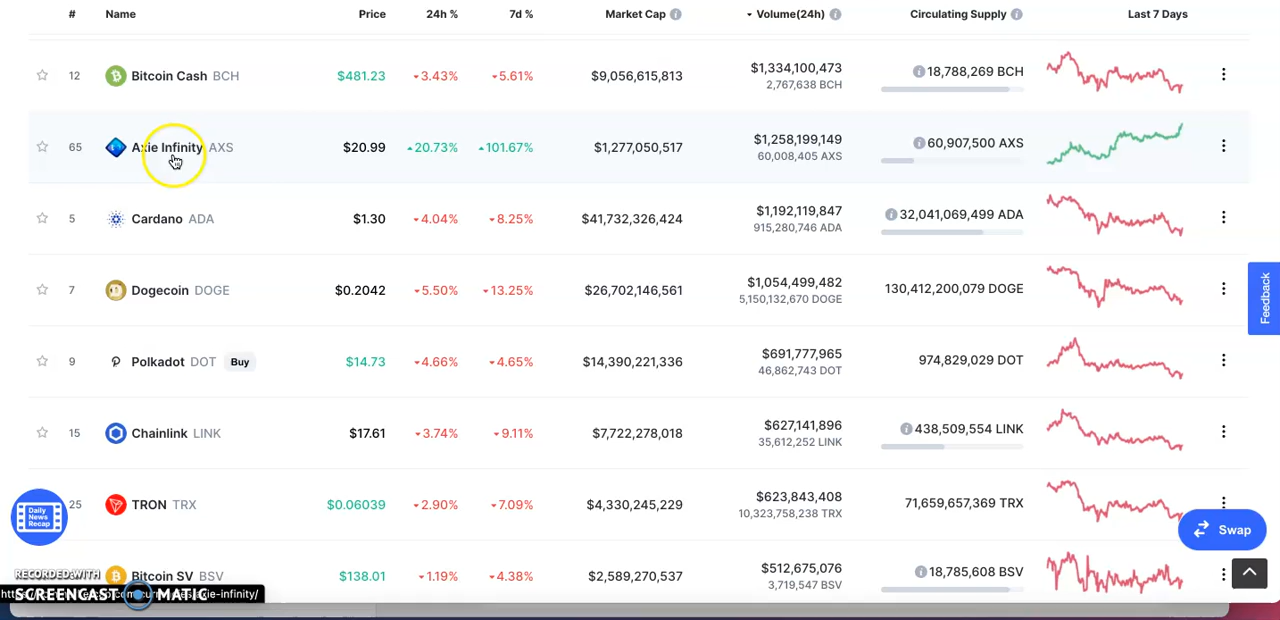 # Name Price 24h % 7d % Market Cap Volume(24h) Circulating Supply Last 7 Days
12 Bitcoin Cash BCH $481.23 3.43% 5.61% $9,056,615,813 $1,334,100,473 18,788,269 BCH
2,767,638 BCH
65 Axie Infinity AXS $20.99 20.73% 101.67% $1,277,050,517 $1,258,199,149 60,907,500 AXS
60,008,405 AXS
5 Cardano ADA $1.30 4.04% 8.25% $41,732,326,424 $1,192,119,847 32,041,069,499 ADA
915,280,746 ADA
7 Dogecoin DOGE $0.2042 5.50% 13.25% $26,702,146,561 $1,054,499,482 130,412,200,079 DOGE
5,150,132,670 DOGE
Feedback
9 Polkadot DOT Buy $14.73 4.66% 4.65% $14,390,221,336 $691,777,965 974,829,029 DOT
46,862,743 DOT
15 Chainlink LINK $17.61 3.74% 9.11% $7,722,278,018 $627,141,896 438,509,554 LINK
35,612,252 LINK
25 TRON TRX $0.06039 2.90% 7.09% $4,330,245,229 $623,843,408 71,659,657,369 TRX
10,323,758,238 TRX
Daily
News
Recap
Swap
Bitcoin SV BSV $138.01 1.19% 4.38% $2,589,270,537 $512,675,076 18,785,608 BSV
3,719,547 BSV
RECORDED WITH
SCREENCAST MATIC
axie-infinity/